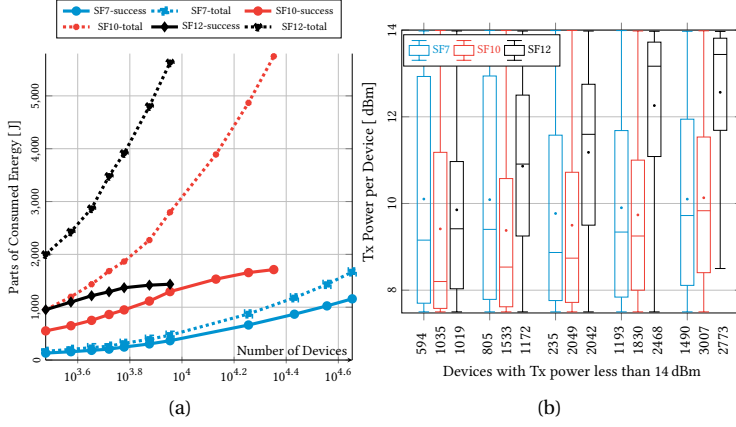 SF7-success SF7-total SF10-success
SF10-total SF12-success SF12-total
Parts of Consumed Energy [ J]
5,000
4,000
3,000
2,000
1,000
0
Number of Devices
10^3.6 10^3.8 10^4 10^4.2 10^4.4 10^4.6
(a)
Tx Power per Device [ dBm]
14
12
10
8
SF7 SF10 SF12
594 1035 1019 805 1533 1172 235 2049 2042 1193 1830 2468 1490 3007 2773
Devices with Tx power less than 14 dBm
(b)